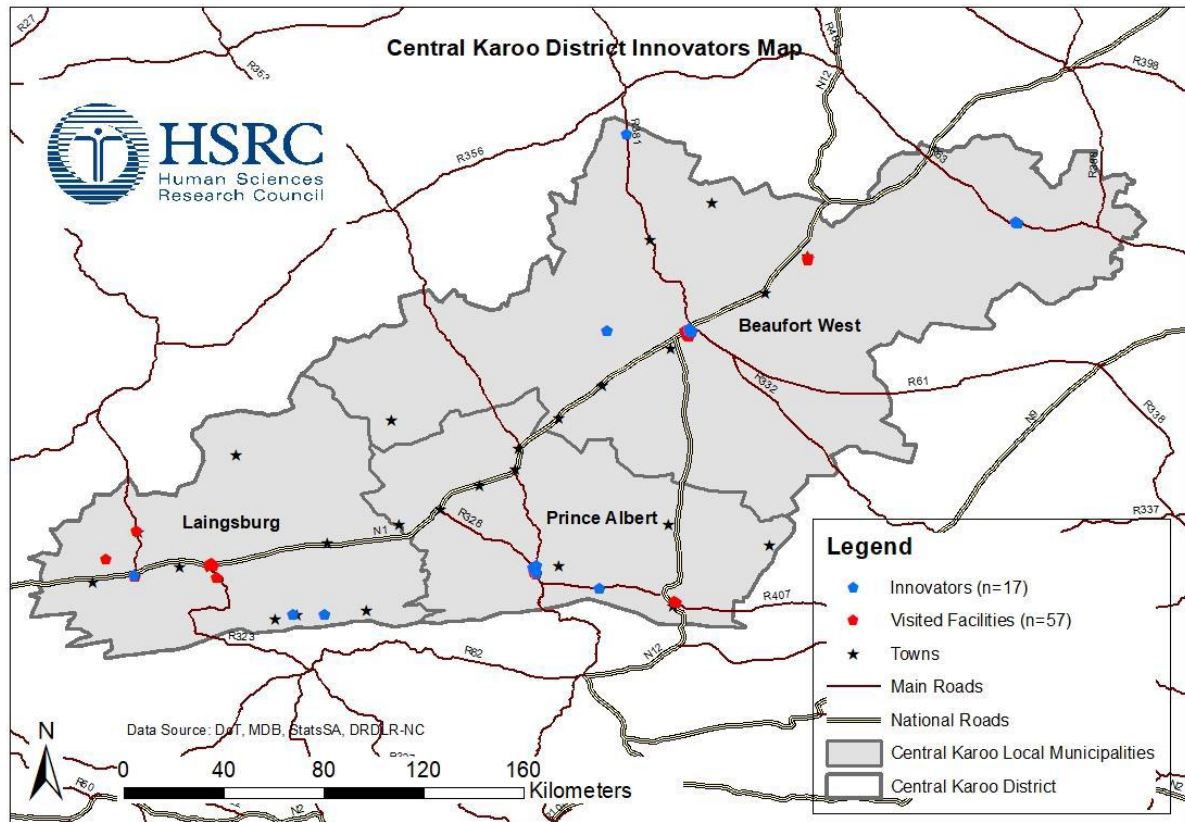 Central Karoo District Innovators Map
HSRC
Human Sciences
Research Council
R27
R353
R356
R381
N12
R398
R63
Beaufort West
R332
R61
N9
R338
Laingsburg
N1
R328
Prince Albert
R337
R407
R323
R62
N12
Legend
Innovators (n=17)
Visited Facilities (n=57)
Towns
Main Roads
National Roads
Central Karoo Local Municipalities
Central Karoo District
N
Data Source: DoT, MDB, StatsSA, DRDLR-NC
0 40 80 120 160
Kilometers
R60
N2
N2